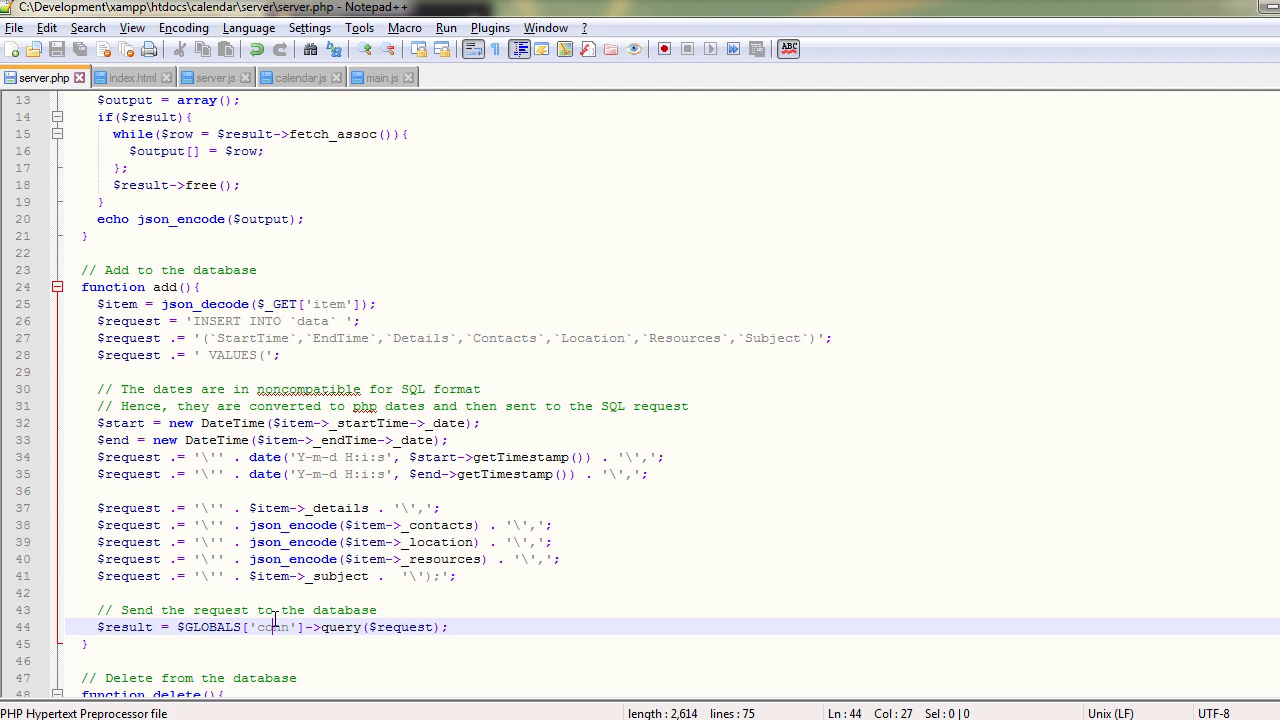 C:\Development\xampp\htdocs\calendar\server\server.php - Notepad++
File Edit Search View Encoding Language Settings Tools Macro Run Plugins Window ?
server.php index.html server.js calendar.js main.js
13 $output = array();
14 if($result){
15 while($row = $result->fetch_assoc()){
16 $output[] = $row;
17 };
18 $result->free();
19 }
20 echo json_encode($output);
21 }
22
23 // Add to the database
24 function add(){
25 $item = json_decode($_GET['item']);
26 $request = 'INSERT INTO `data` ';
27 $request .= '(`StartTime`,`EndTime`,`Details`,`Contacts`,`Location`,`Resources`,`Subject`)';
28 $request .= ' VALUES(';
29
30 // The dates are in noncompatible for SQL format
31 // Hence, they are converted to php dates and then sent to the SQL request
32 $start = new DateTime($item->_startTime->_date);
33 $end = new DateTime($item->_endTime->_date);
34 $request .= '\'' . date('Y-m-d H:i:s', $start->getTimestamp()) . '\',';
35 $request .= '\'' . date('Y-m-d H:i:s', $end->getTimestamp()) . '\',';
36
37 $request .= '\'' . $item->_details . '\',';
38 $request .= '\'' . json_encode($item->_contacts) . '\',';
39 $request .= '\'' . json_encode($item->_location) . '\',';
40 $request .= '\'' . json_encode($item->_resources) . '\',';
41 $request .= '\'' . $item->_subject . '\');';
42
43 // Send the request to the database
44 $result = $GLOBALS['conn']->query($request);
45 }
46
47 // Delete from the database
48 function delete(){
PHP Hypertext Preprocessor file length : 2,614 lines : 75 Ln : 44 Col : 27 Sel : 0 | 0 Unix (LF) UTF-8